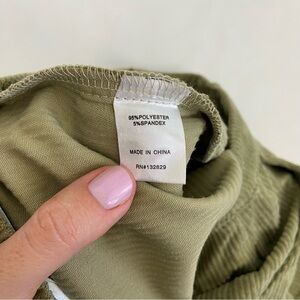 95%POLYESTER
5%SPANDEX
MADE IN CHINA
RN#132829